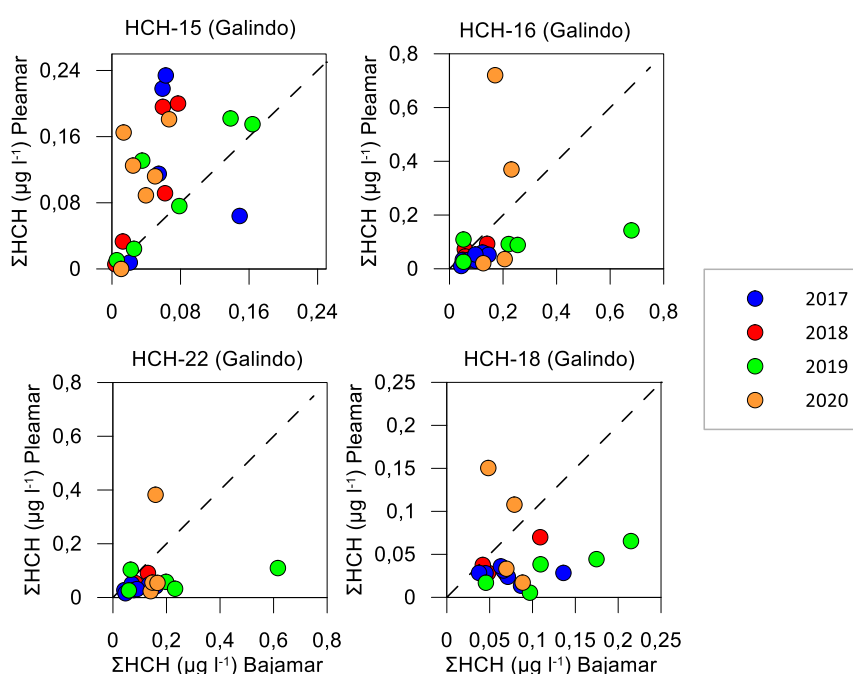 HCH-15 (Galindo)
ΣHCH (µg l⁻¹) Pleamar
0,24
0,16
0,08
0
0 0,08 0,16 0,24
HCH-16 (Galindo)
ΣHCH (µg l⁻¹) Pleamar
0,8
0,6
0,4
0,2
0
0 0,2 0,4 0,6 0,8
2017
2018
2019
2020
HCH-22 (Galindo)
ΣHCH (µg l⁻¹) Pleamar
0,8
0,6
0,4
0,2
0
0 0,2 0,4 0,6 0,8
ΣHCH (µg l⁻¹) Bajamar
HCH-18 (Galindo)
ΣHCH (µg l⁻¹) Pleamar
0,25
0,2
0,15
0,1
0,05
0
0 0,05 0,1 0,15 0,2 0,25
ΣHCH (µg l⁻¹) Bajamar